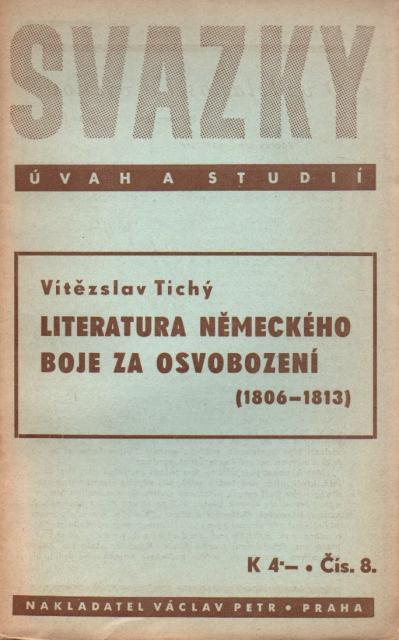 SVAZKY
ÚVAH A STUDIÍ
Vítězslav Tichý
LITERATURA NĚMECKÉHO
BOJE ZA OSVOBOZENÍ
(1806–1813)
K 4·– • Čís. 8.
NAKLADATEL VÁCLAV PETR • PRAHA